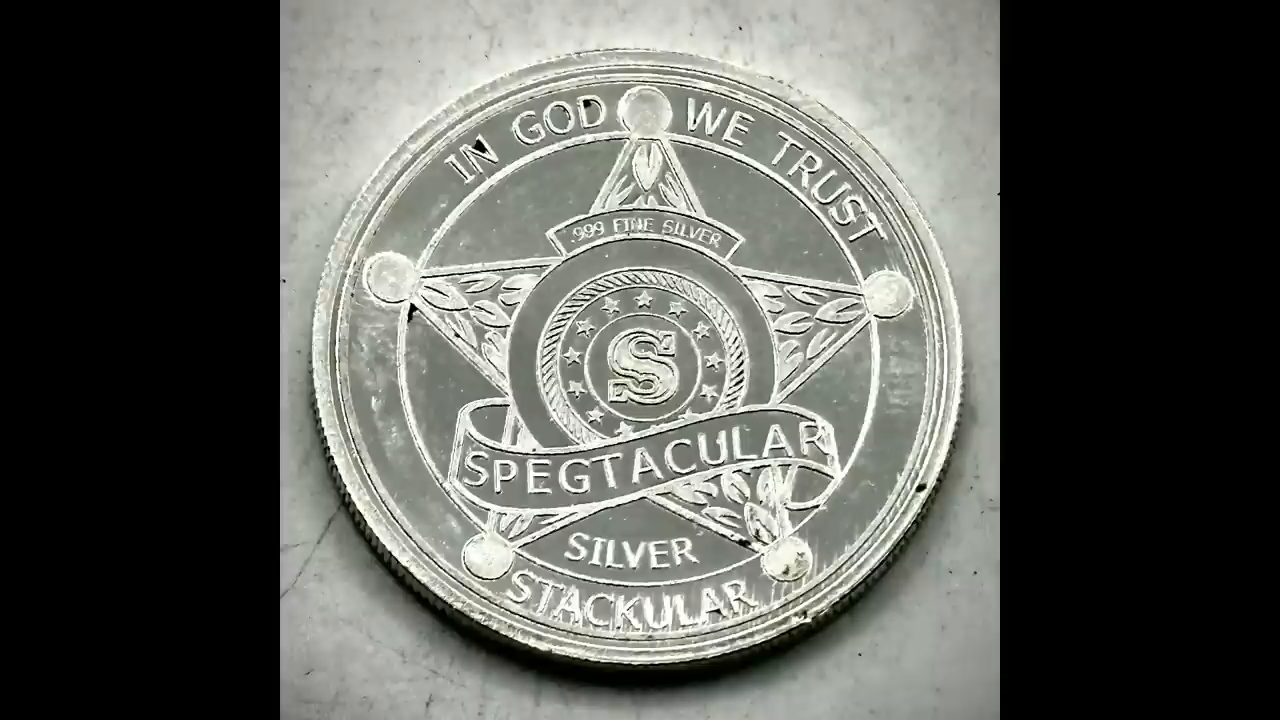 IN GOD WE TRUST
.999 FINE SILVER
S
SPEGTACULAR
SILVER
STACKULAR